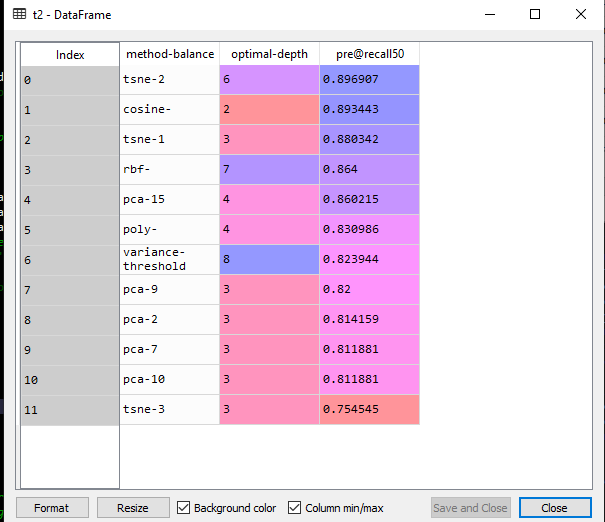 t2 - DataFrame
Index method-balance optimal-depth pre@recall50
0 tsne-2 6 0.896907
1 cosine- 2 0.893443
2 tsne-1 3 0.880342
3 rbf- 7 0.864
4 pca-15 4 0.860215
5 poly- 4 0.830986
6 variance-threshold 8 0.823944
7 pca-9 3 0.82
8 pca-2 3 0.814159
9 pca-7 3 0.811881
10 pca-10 3 0.811881
11 tsne-3 3 0.754545
Format Resize Background color Column min/max Save and Close Close